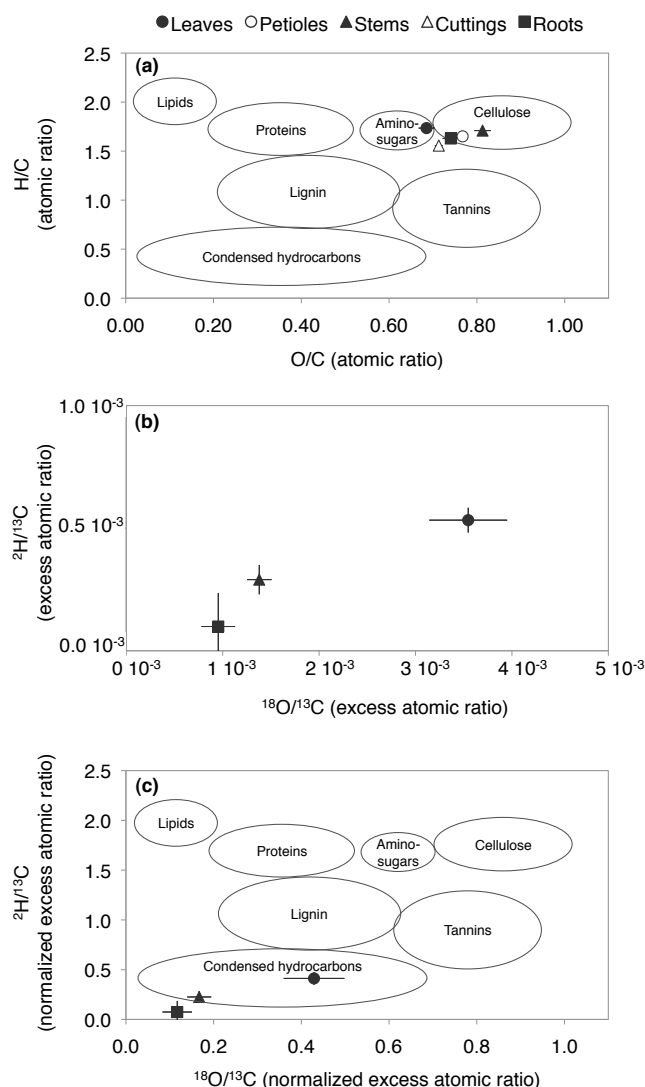 ●Leaves ○Petioles ▲Stems △Cuttings ■Roots
(a)
2.5
2.0
1.5
1.0
0.5
0.0
H/C
(atomic ratio)
Lipids
Proteins
Amino-
sugars
Cellulose
Lignin
Tannins
Condensed hydrocarbons
0.00 0.20 0.40 0.60 0.80 1.00
O/C (atomic ratio)
(b)
1.0 10⁻³
0.5 10⁻³
0.0 10⁻³
²H/¹³C
(excess atomic ratio)
0 10⁻³ 1 10⁻³ 2 10⁻³ 3 10⁻³ 4 10⁻³ 5 10⁻³
¹⁸O/¹³C (excess atomic ratio)
(c)
2.5
2.0
1.5
1.0
0.5
0.0
²H/¹³C
(normalized excess atomic ratio)
Lipids
Proteins
Amino-
sugars
Cellulose
Lignin
Tannins
Condensed hydrocarbons
0.0 0.2 0.4 0.6 0.8 1.0
¹⁸O/¹³C (normalized excess atomic ratio)